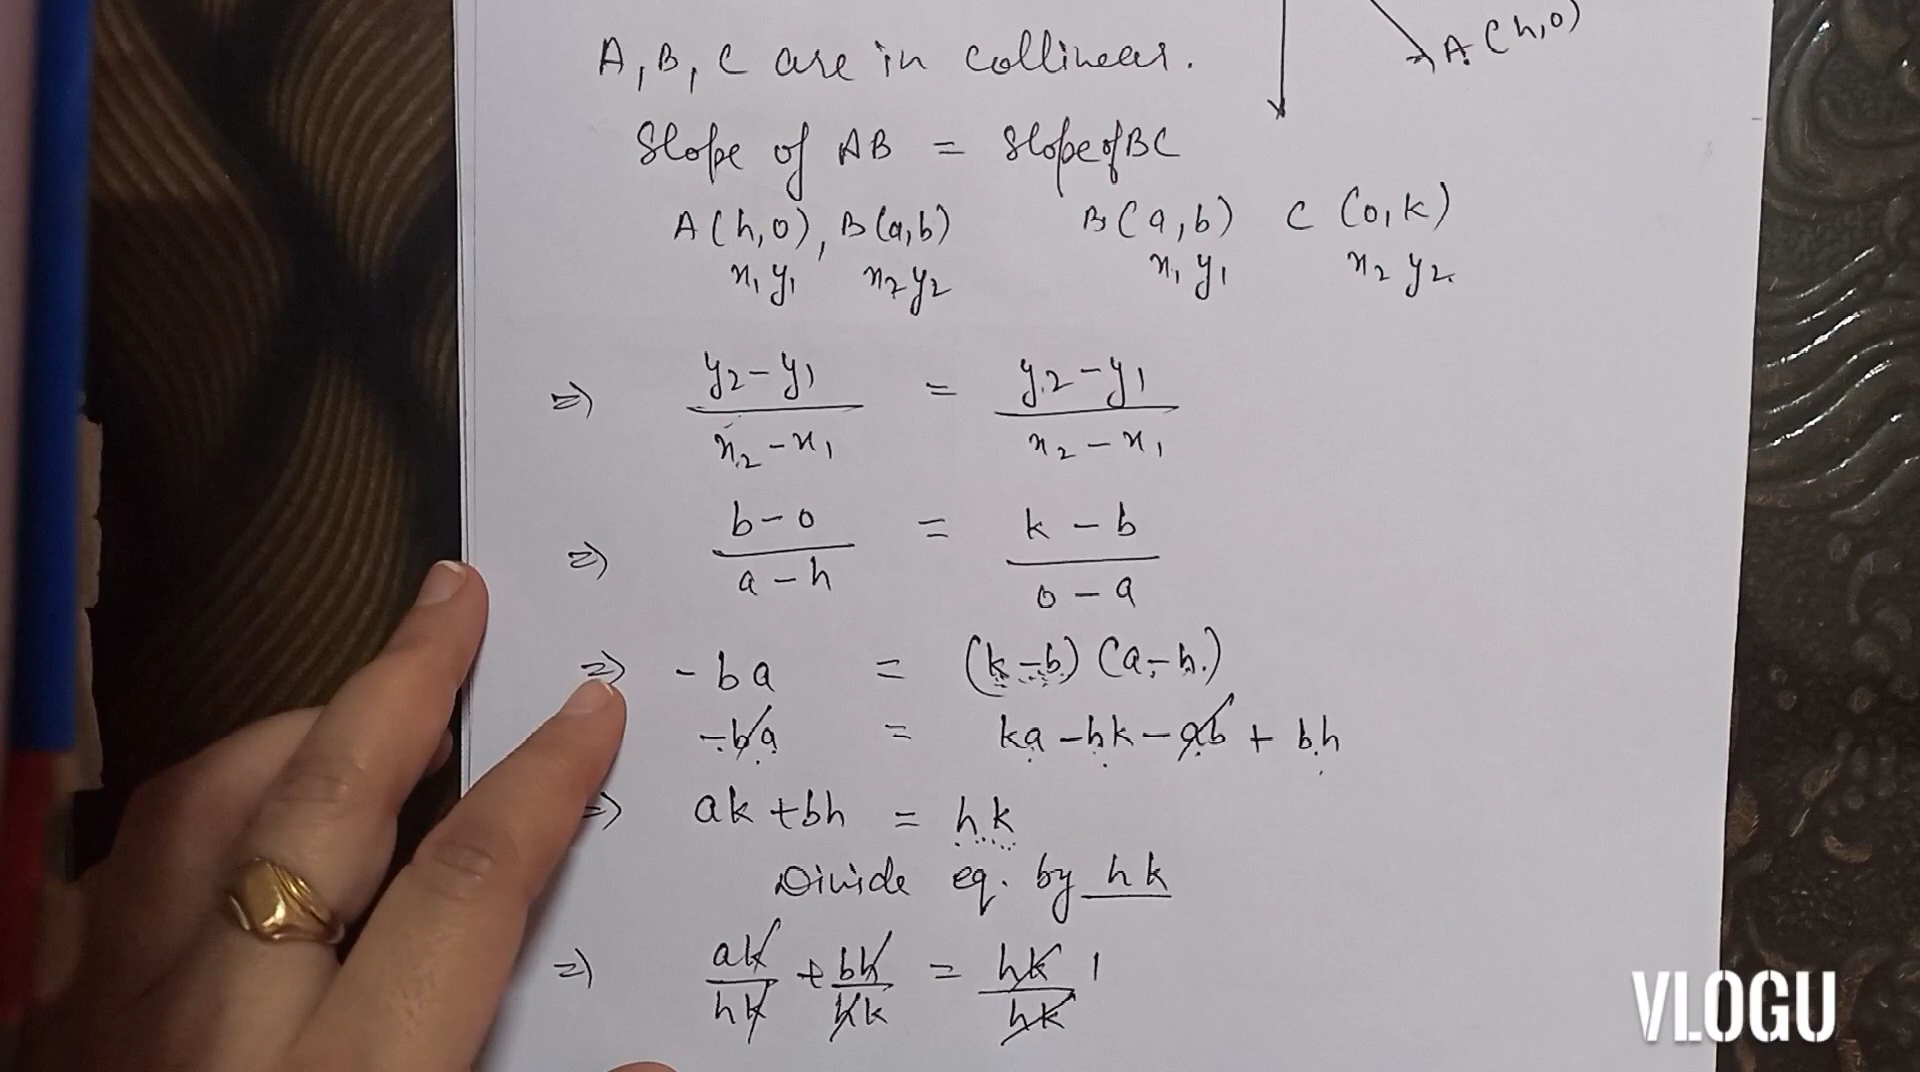 A (h,0)
A, B, C are in collinear.
Slope of AB = Slope of BC
A (h,0), B (a,b) B (a,b) C (0,k)
x₁ y₁ x₂ y₂ x₁ y₁ x₂ y₂.
⇒ y₂-y₁ / x₂-x₁ = y₂-y₁ / x₂-x₁
⇒ b-0 / a-h = k-b / 0-a
⇒ -ba = (k-b) (a-h)
-ba = ka-hk-ab + bh
⇒ ak+bh = h.k
Divide eq. by hk
⇒ ak/hk + bh/hk = hk/hk 1
VLOGU